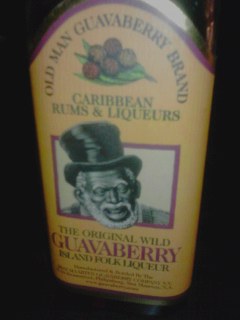 OLD MAN GUAVABERRY BRAND
CARIBBEAN
RUMS & LIQUEURS
THE ORIGINAL WILD
GUAVABERRY
ISLAND FOLK LIQUEUR